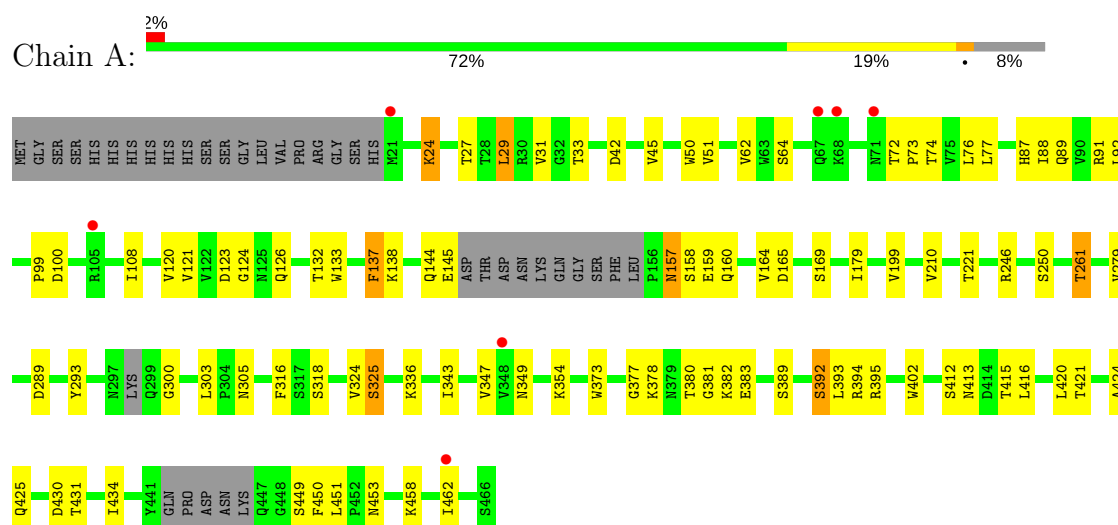 2%
Chain A:
72% 19% • 8%
MET GLY SER SER HIS HIS HIS HIS HIS HIS SER SER GLY LEU VAL PRO ARG GLY SER HIS M21 K24 T27 T28 L29 R30 V31 G32 T33 D42 V45 W50 V51 V62 W63 S64 Q67 K68 N71 T72 P73 T74 V75 L76 L77 H87 I88 Q89 V90 R91
P99 D100 R105 I108 V120 V121 V122 D123 G124 N125 Q126 T132 W133 F137 K138 Q144 E145 ASP THR ASP ASN LYS GLN GLY SER PHE LEU P156 N157 S158 E159 Q160 V164 D165 S169 I179 V199 V210 T221 R246 S250 T261
D289 Y293 N297 LYS Q299 G300 L303 P304 N305 F316 S317 S318 V324 S325 K336 I343 V347 V348 N349 K354 W373 G377 K378 N379 T380 G381 K382 E383 S389 S392 L393 R394 R395 W402 S412 N413 D414 T415 L416 L420 T421
Q425 D430 T431 I434 Y441 GLN PRO ASP ASN LYS Q447 G448 S449 F450 L451 P452 N453 K458 I462 S466